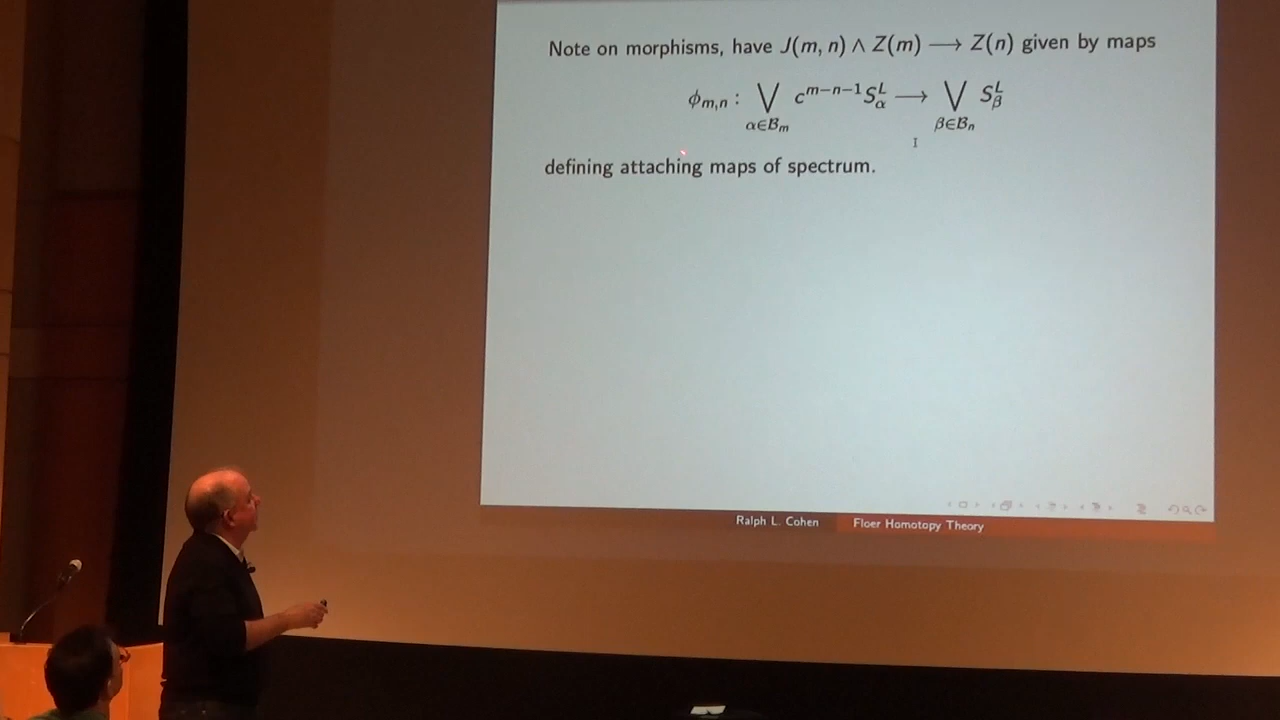 Note on morphisms, have J(m, n) ∧ Z(m) ⟶ Z(n) given by maps
ϕ_{m,n} : ⋁_{α∈B_m} c^{m−n−1}S^L_α ⟶ ⋁_{β∈B_n} S^L_β
defining attaching maps of spectrum.
Ralph L. Cohen Floer Homotopy Theory